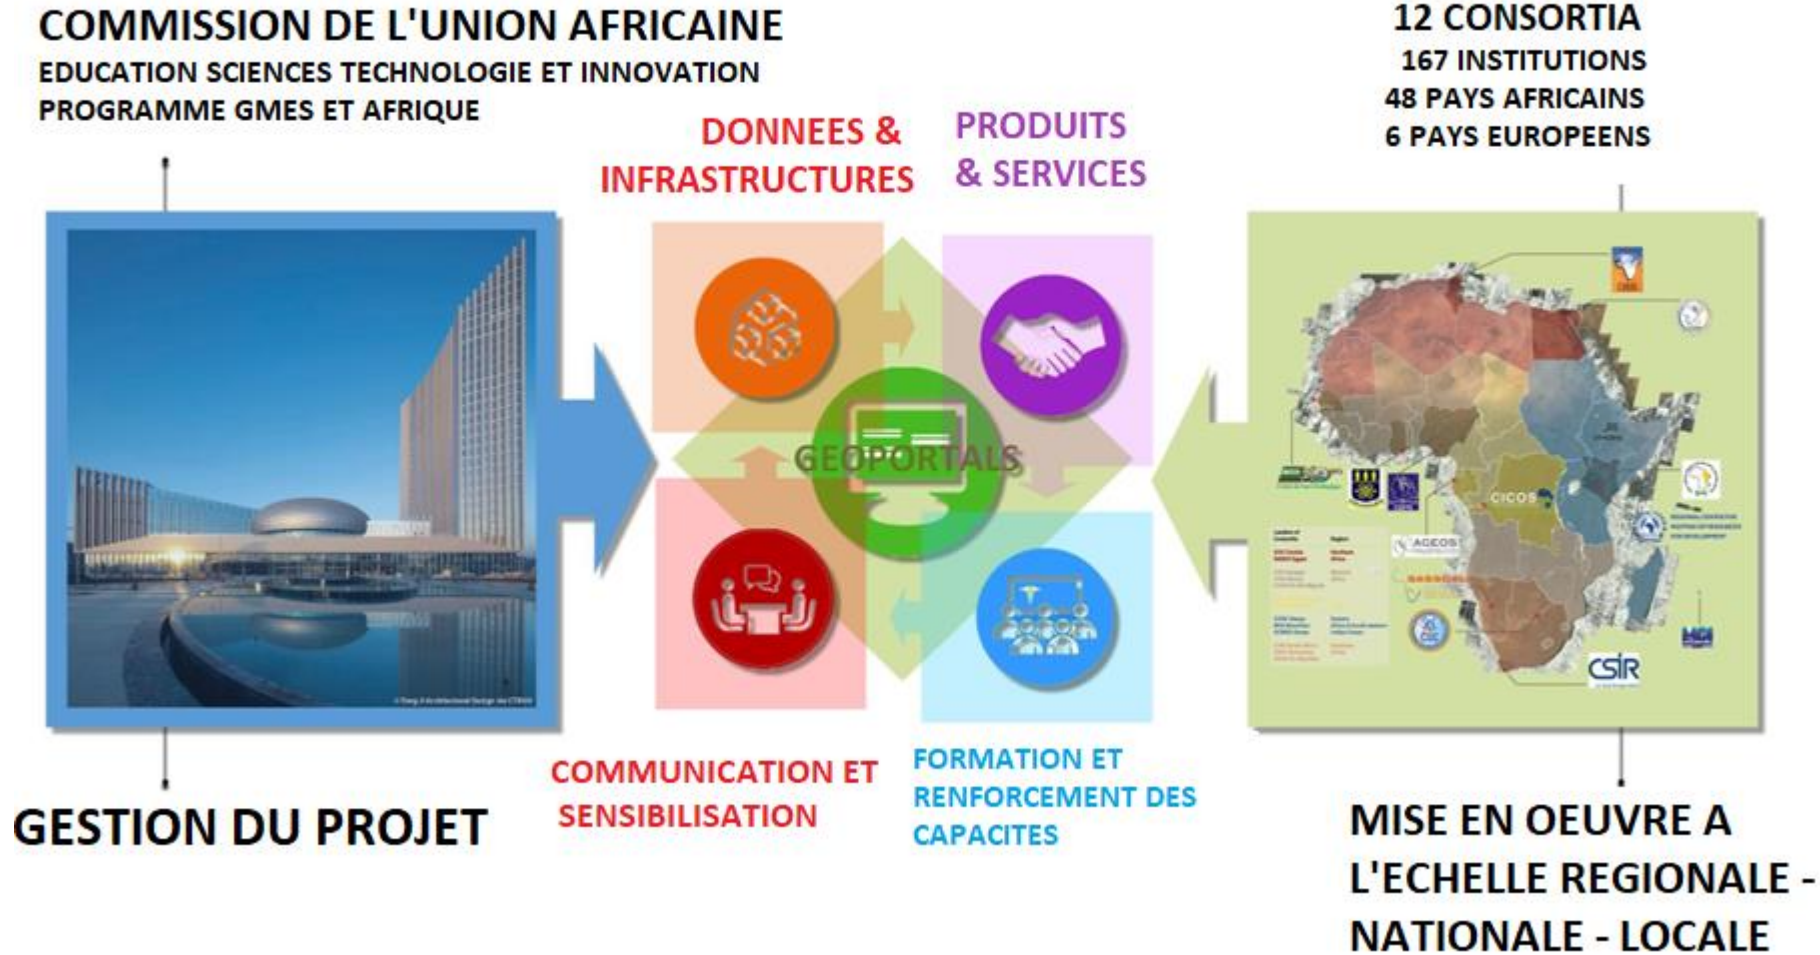 COMMISSION DE L'UNION AFRICAINE
EDUCATION SCIENCES TECHNOLOGIE ET INNOVATION
PROGRAMME GMES ET AFRIQUE
12 CONSORTIA
167 INSTITUTIONS
48 PAYS AFRICAINS
6 PAYS EUROPEENS
DONNEES &
INFRASTRUCTURES
PRODUITS
& SERVICES
GEOPORTALS
CICOS
AGEOS
CSIR
COMMUNICATION ET
SENSIBILISATION
FORMATION ET
RENFORCEMENT DES
CAPACITES
GESTION DU PROJET
MISE EN OEUVRE A
L'ECHELLE REGIONALE -
NATIONALE - LOCALE